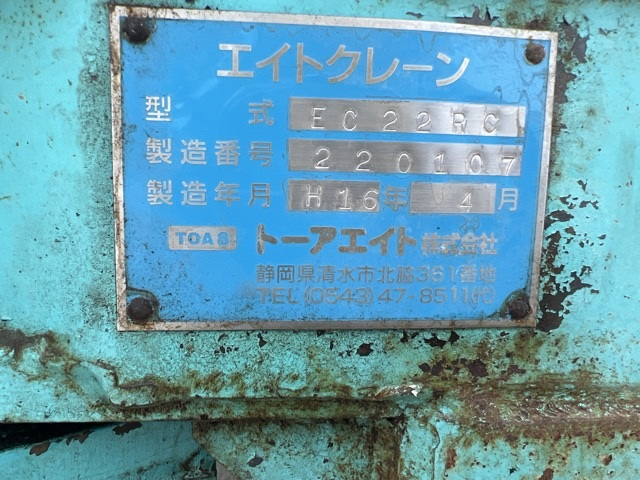 エイトクレーン
型式 EC22RC
製造番号 220107
製造年月 H16年 4月
TOA8 トーアエイト株式会社
静岡県清水市北脇361番地
TEL(0543)47-8511㈹